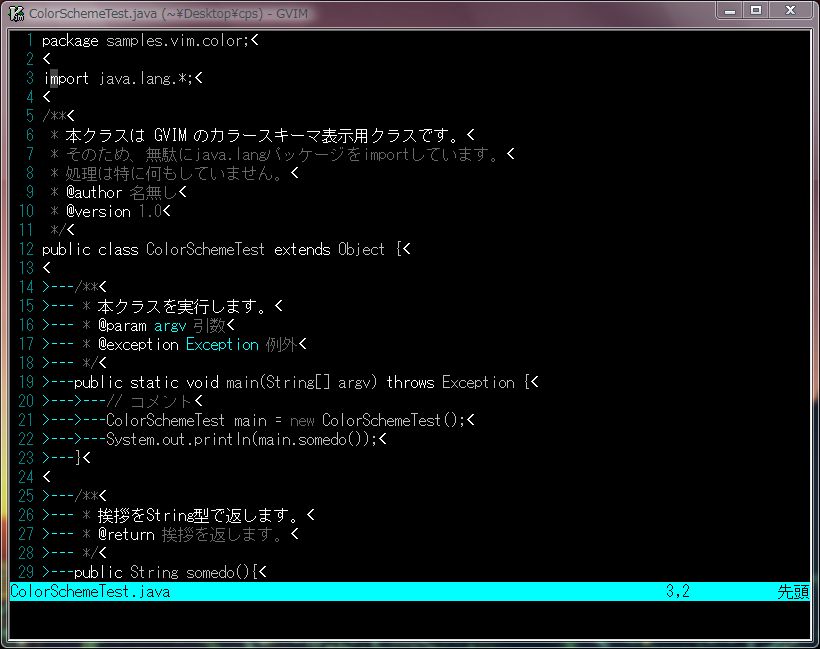 ColorSchemeTest.java (~¥Desktop¥cps) - GVIM
1 package samples.vim.color;<
2 <
3 import java.lang.*;<
4 <
5 /**<
6  * 本クラスは GVIM のカラースキーマ表示用クラスです。<
7  * そのため、無駄にjava.langパッケージをimportしています。<
8  * 処理は特に何もしていません。<
9  * @author 名無し<
10  * @version 1.0<
11  */<
12 public class ColorSchemeTest extends Object {<
13 <
14 >---/**<
15 >--- * 本クラスを実行します。<
16 >--- * @param argv 引数<
17 >--- * @exception Exception 例外<
18 >--- */<
19 >---public static void main(String[] argv) throws Exception {<
20 >--->---// コメント<
21 >--->---ColorSchemeTest main = new ColorSchemeTest();<
22 >--->---System.out.println(main.somedo());<
23 >---}<
24 <
25 >---/**<
26 >--- * 挨拶をString型で返します。<
27 >--- * @return 挨拶を返します。<
28 >--- */<
29 >---public String somedo(){<
ColorSchemeTest.java 3,2 先頭